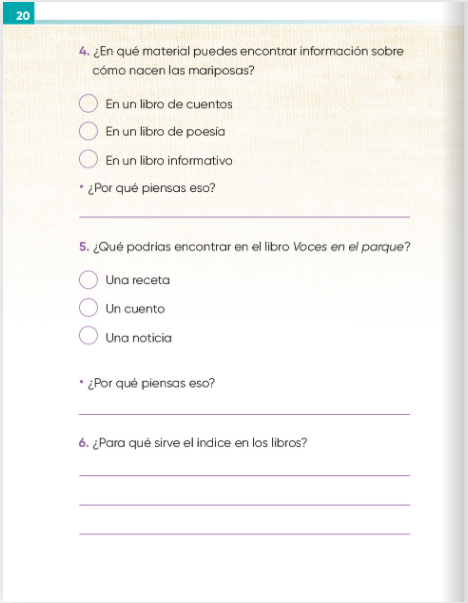 20
4. ¿En qué material puedes encontrar información sobre
cómo nacen las mariposas?
En un libro de cuentos
En un libro de poesía
En un libro informativo
• ¿Por qué piensas eso?
5. ¿Qué podrías encontrar en el libro Voces en el parque?
Una receta
Un cuento
Una noticia
• ¿Por qué piensas eso?
6. ¿Para qué sirve el índice en los libros?